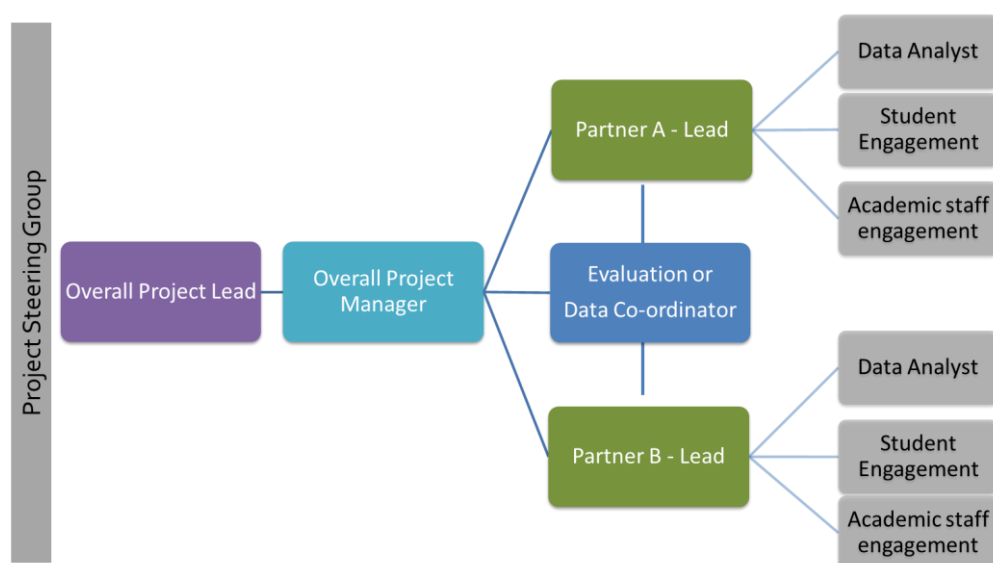 Project Steering Group
Overall Project Lead
Overall Project
Manager
Partner A - Lead
Evaluation or
Data Co-ordinator
Partner B - Lead
Data Analyst
Student
Engagement
Academic staff
engagement
Data Analyst
Student
Engagement
Academic staff
engagement